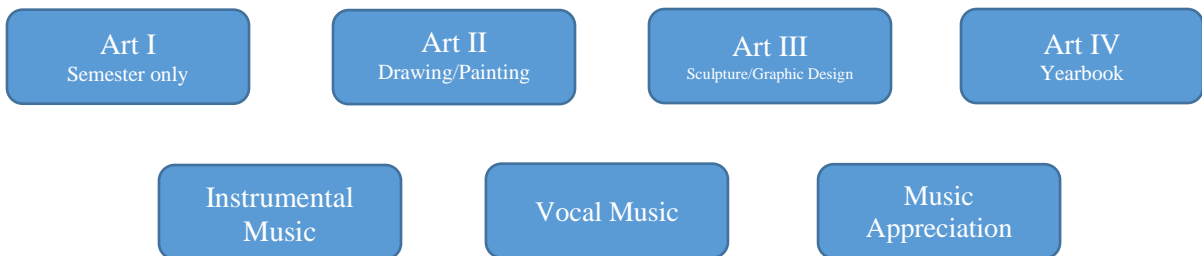 Art I
Semester only
Art II
Drawing/Painting
Art III
Sculpture/Graphic Design
Art IV
Yearbook
Instrumental
Music
Vocal Music
Music
Appreciation